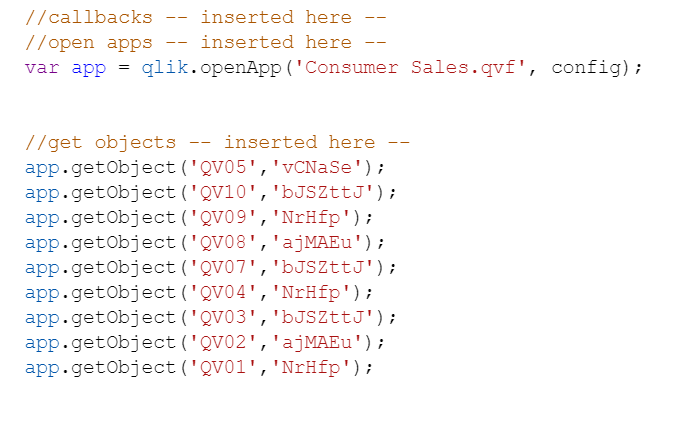 //callbacks -- inserted here --
//open apps -- inserted here --
var app = qlik.openApp('Consumer Sales.qvf', config);
//get objects -- inserted here --
app.getObject('QV05','vCNaSe');
app.getObject('QV10','bJSZttJ');
app.getObject('QV09','NrHfp');
app.getObject('QV08','ajMAEu');
app.getObject('QV07','bJSZttJ');
app.getObject('QV04','NrHfp');
app.getObject('QV03','bJSZttJ');
app.getObject('QV02','ajMAEu');
app.getObject('QV01','NrHfp');